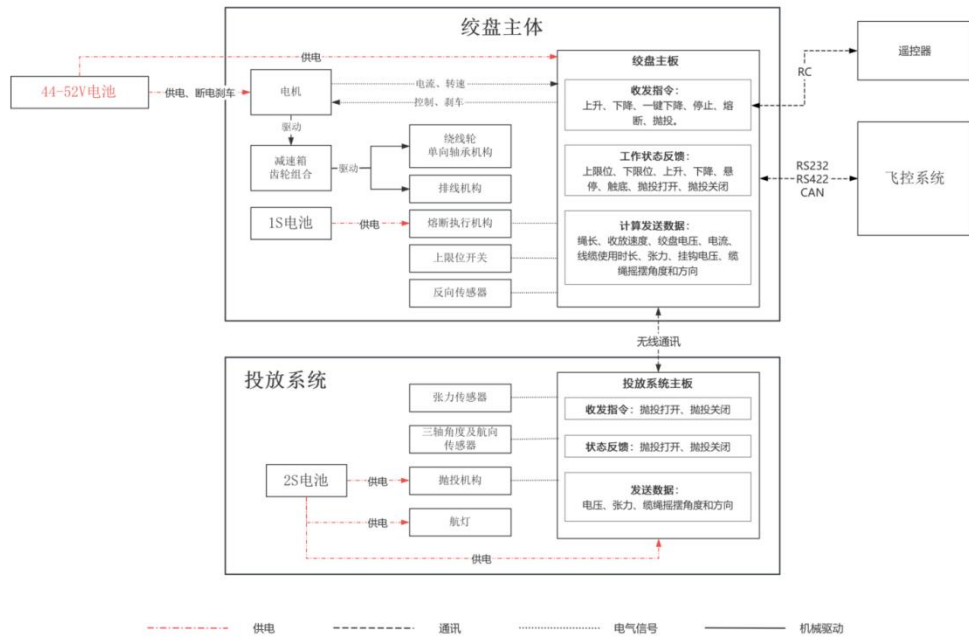 绞盘主体
供电
44-52V电池
供电、断电刹车
电机
电流、转速
控制、刹车
驱动
减速箱
齿轮组合
驱动
绕线轮
单向轴承机构
排线机构
1S电池
供电
熔断执行机构
上限位开关
反向传感器
绞盘主板
收发指令：
上升、下降、一键下降、停止、熔
断、抛投。
工作状态反馈：
上限位、下限位、上升、下降、悬
停、触底、抛投打开、抛投关闭
计算发送数据：
绳长、收放速度、绞盘电压、电流、
线缆使用时长、张力、挂钩电压、缆
绳摇摆角度和方向
RC
遥控器
RS232
RS422
CAN
飞控系统
无线通讯
投放系统
张力传感器
三轴角度及航向
传感器
2S电池
供电
抛投机构
供电
航灯
供电
投放系统主板
收发指令：抛投打开、抛投关闭
状态反馈：抛投打开、抛投关闭
发送数据：
电压、张力、缆绳摇摆角度和方向
供电
通讯
电气信号
机械驱动